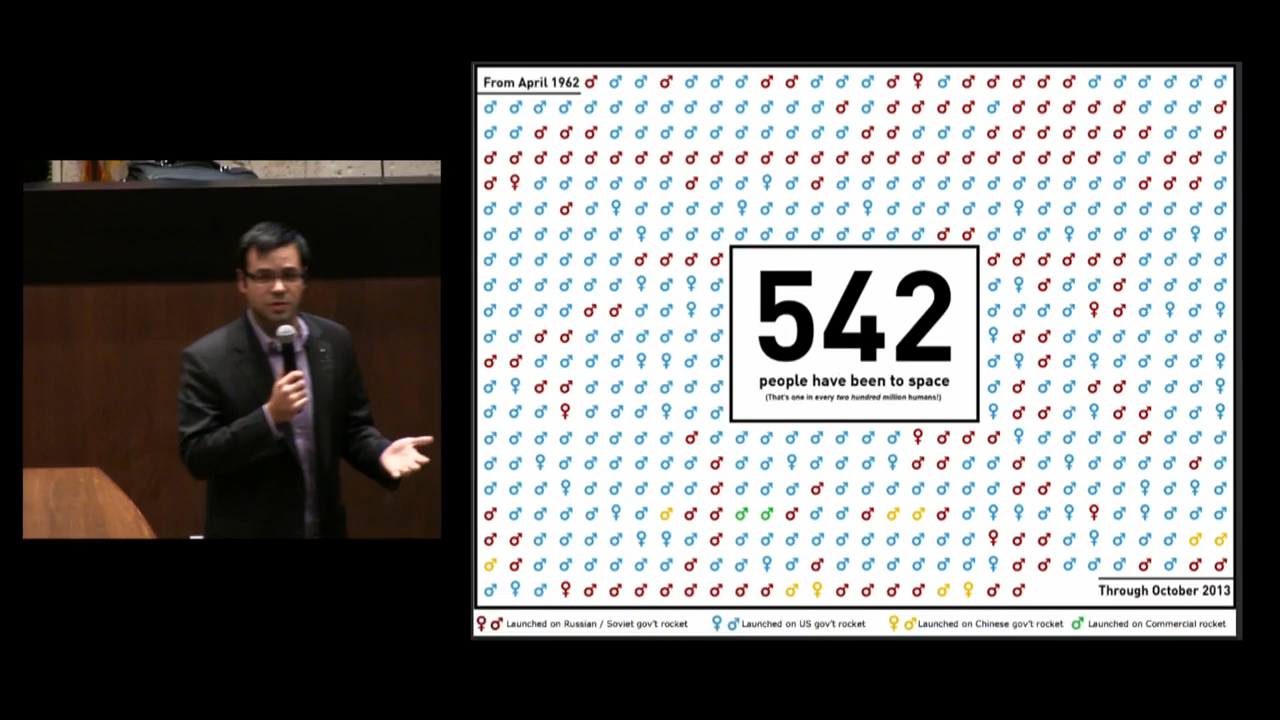 From April 1962
542
people have been to space
(That's one in every two hundred million humans!)
Through October 2013
Launched on Russian / Soviet gov't rocket
Launched on US gov't rocket
Launched on Chinese gov't rocket
Launched on Commercial rocket